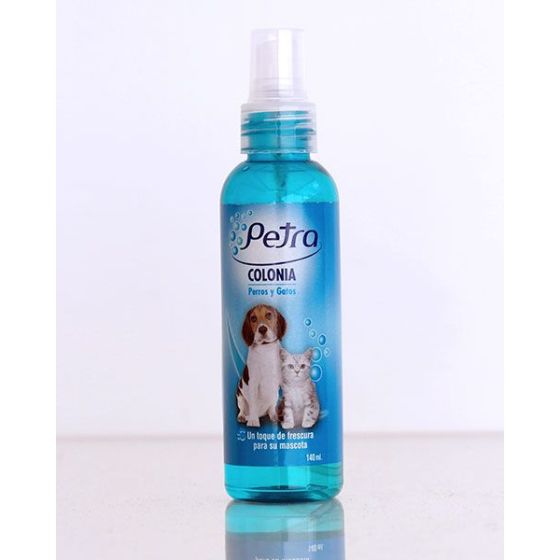 Petra
COLONIA
Perros y Gatos
Un toque de frescura
para su mascota
140 ml.